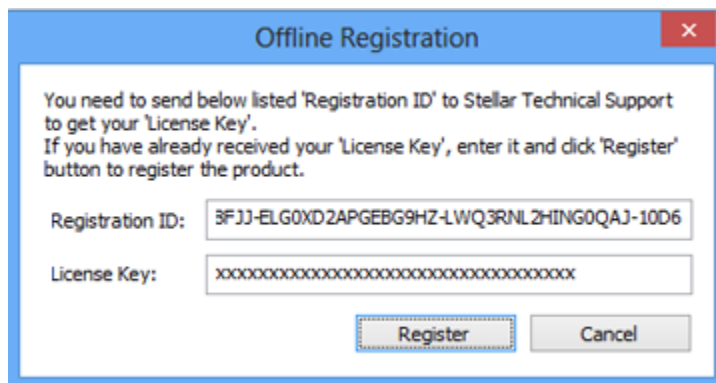 Offline Registration
You need to send below listed 'Registration ID' to Stellar Technical Support
to get your 'License Key'.
If you have already received your 'License Key', enter it and click 'Register'
button to register the product.
Registration ID: 3FJJ-ELG0XD2APGEBG9HZ-LWQ3RNL2HING0QAJ-10D6
License Key: xxxxxxxxxxxxxxxxxxxxxxxxxxxxxxxxxx
Register Cancel